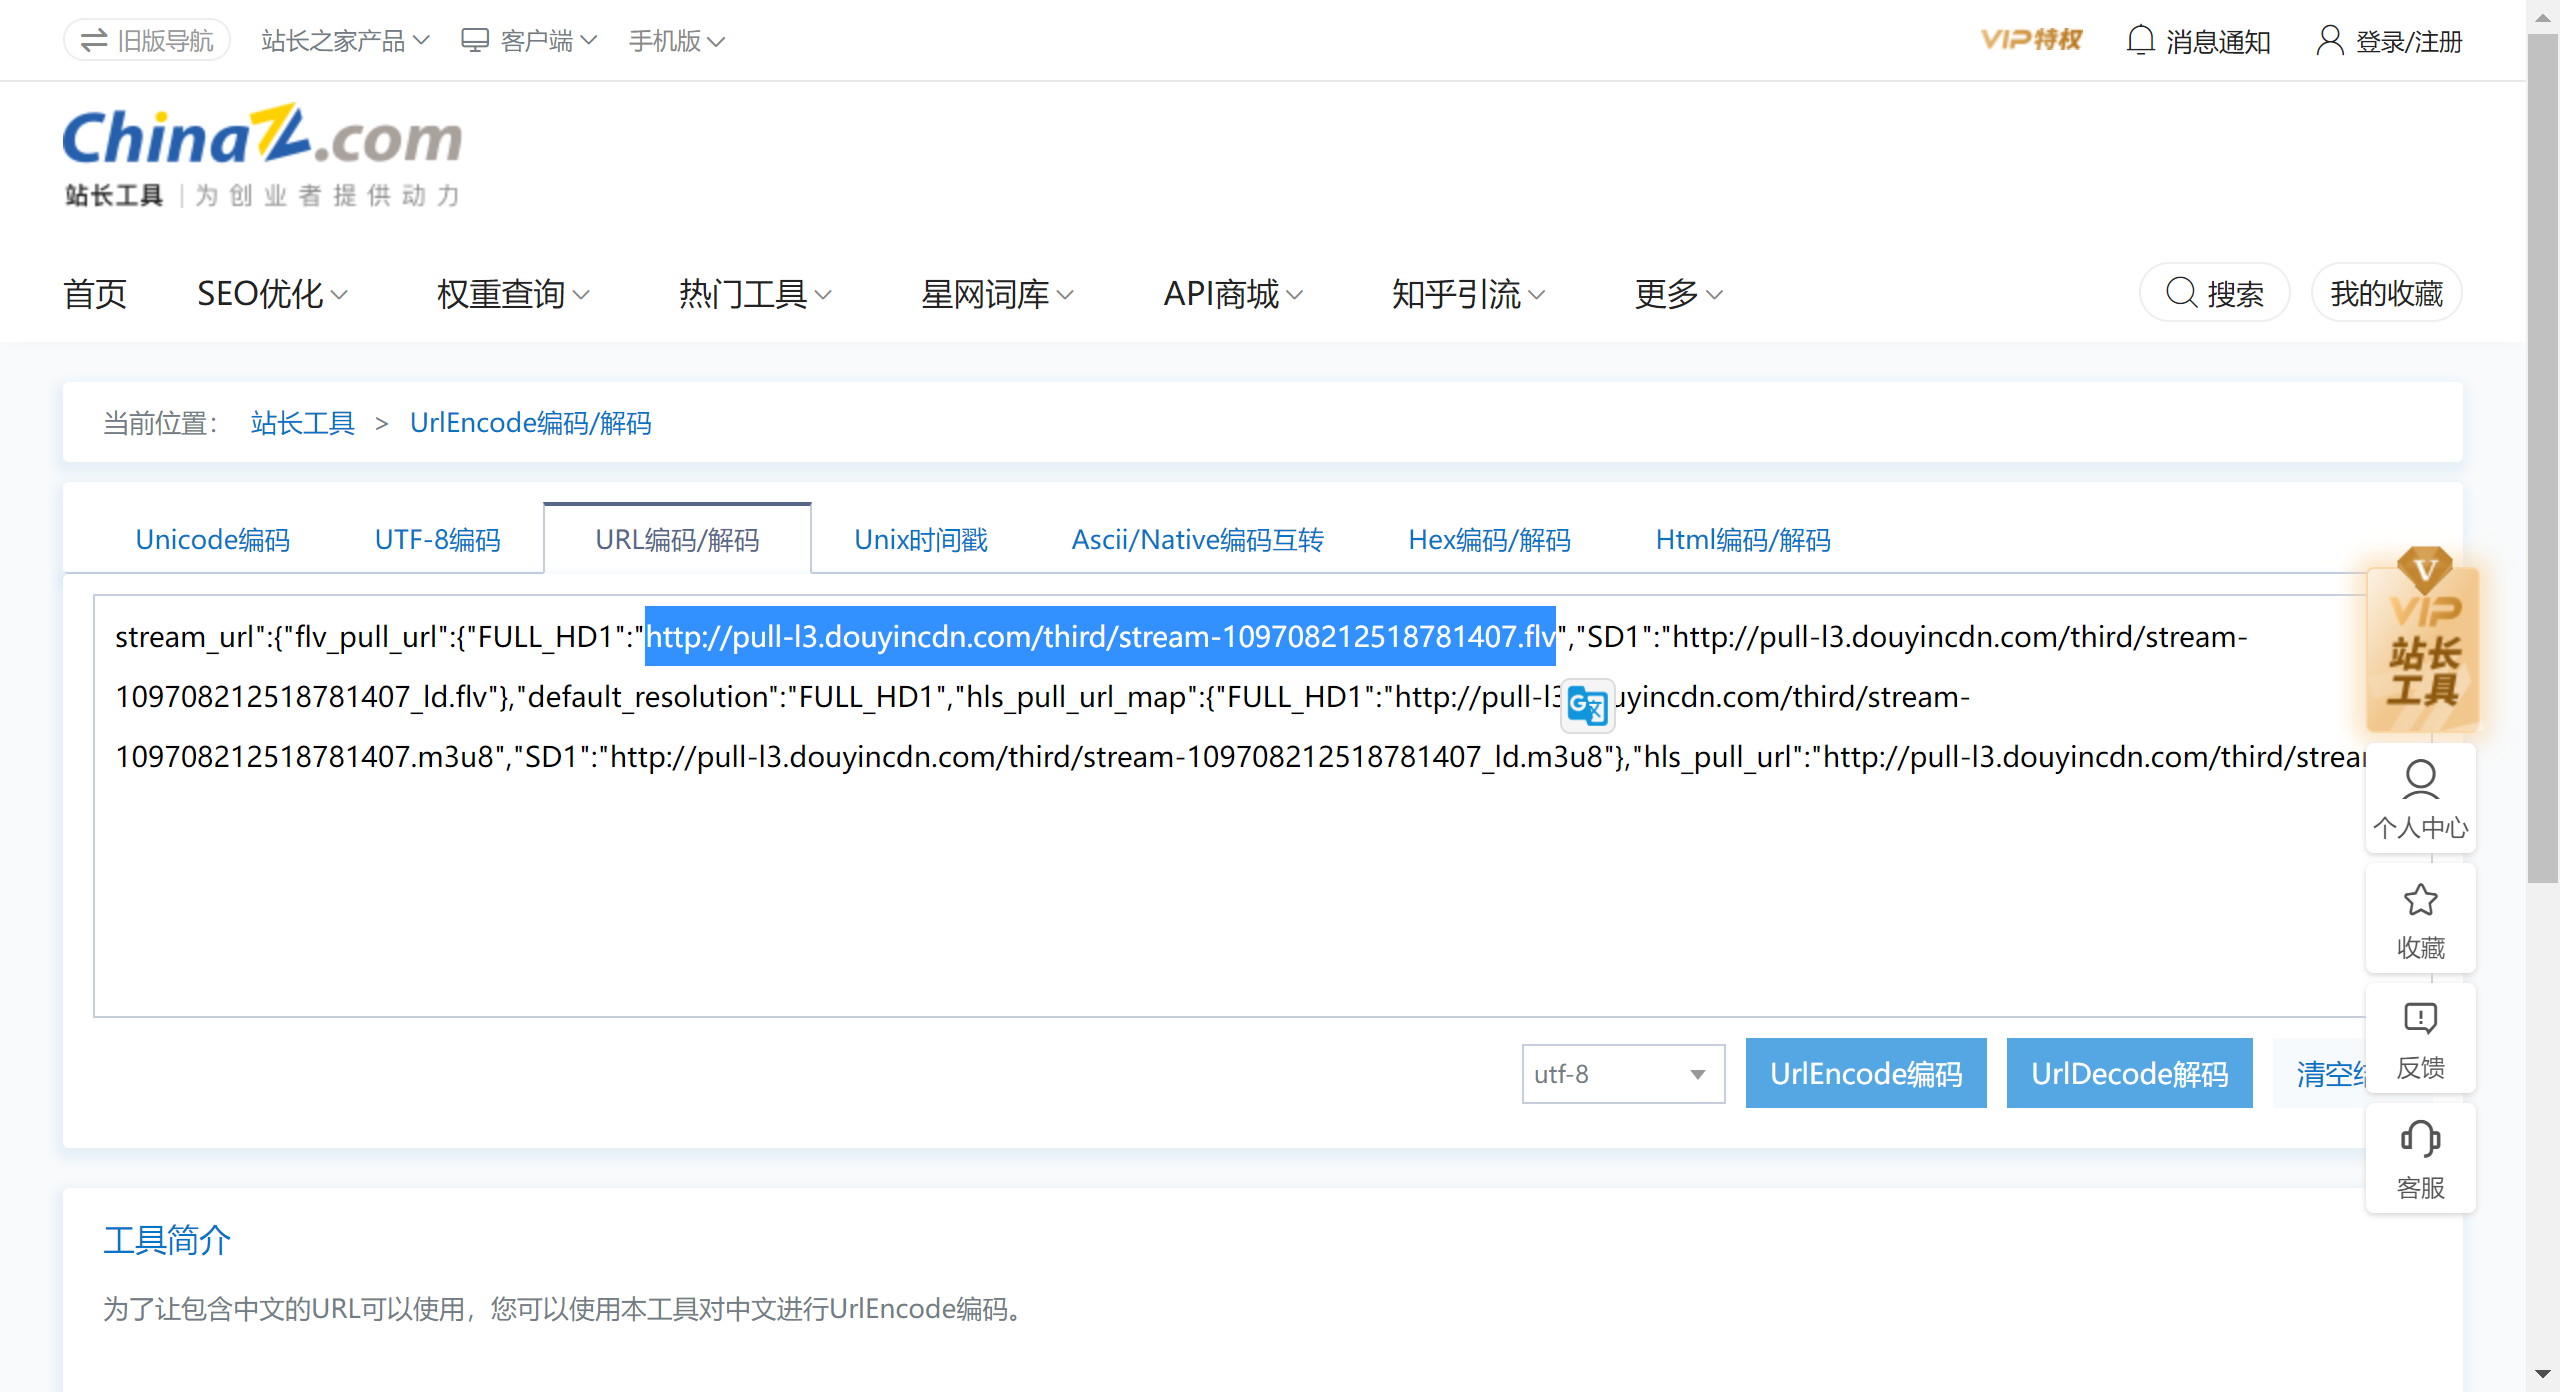 旧版导航 站长之家产品 客户端 手机版 VIP特权 消息通知 登录/注册
ChinaZ.com
站长工具 | 为创业者提供动力
首页 SEO优化 权重查询 热门工具 星网词库 API商城 知乎引流 更多 搜索 我的收藏
当前位置： 站长工具 > UrlEncode编码/解码
Unicode编码 UTF-8编码 URL编码/解码 Unix时间戳 Ascii/Native编码互转 Hex编码/解码 Html编码/解码
stream_url":{"flv_pull_url":{"FULL_HD1":"http://pull-l3.douyincdn.com/third/stream-109708212518781407.flv","SD1":"http://pull-l3.douyincdn.com/third/stream-
109708212518781407_ld.flv"},"default_resolution":"FULL_HD1","hls_pull_url_map":{"FULL_HD1":"http://pull-l3 uyincdn.com/third/stream-
109708212518781407.m3u8","SD1":"http://pull-l3.douyincdn.com/third/stream-109708212518781407_ld.m3u8"},"hls_pull_url":"http://pull-l3.douyincdn.com/third/strea
V
VIP
站长
工具
个人中心
收藏
反馈
客服
utf-8 UrlEncode编码 UrlDecode解码 清空
工具简介
为了让包含中文的URL可以使用，您可以使用本工具对中文进行UrlEncode编码。